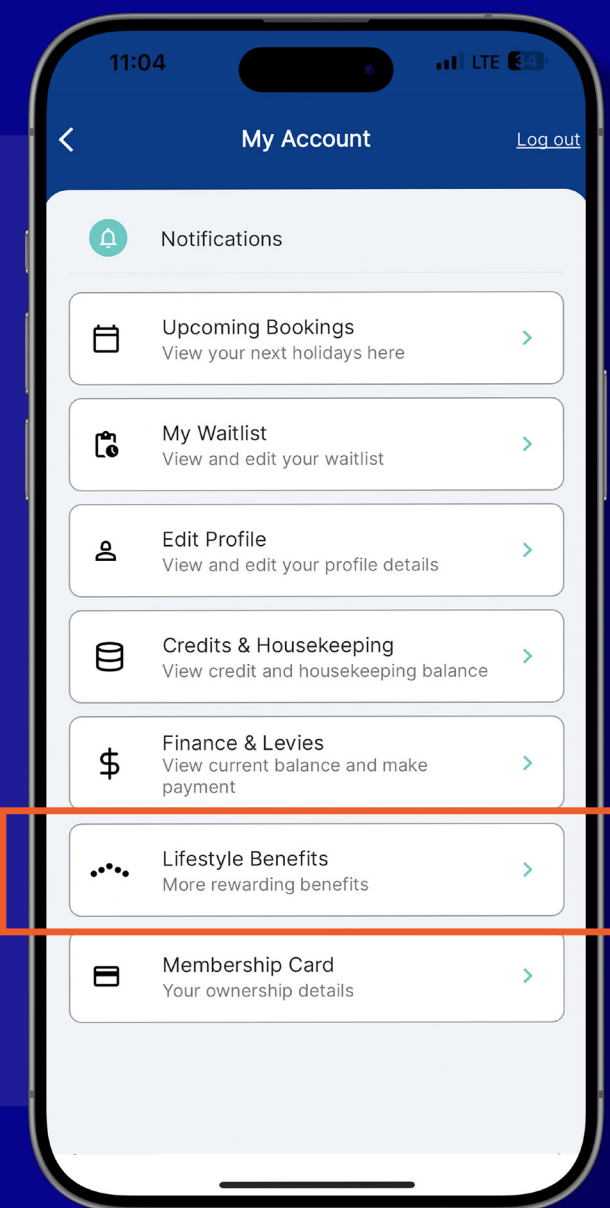 11:04
LTE 34
My Account
Log out
Notifications
Upcoming Bookings
View your next holidays here
My Waitlist
View and edit your waitlist
Edit Profile
View and edit your profile details
Credits & Housekeeping
View credit and housekeeping balance
Finance & Levies
View current balance and make
payment
Lifestyle Benefits
More rewarding benefits
Membership Card
Your ownership details